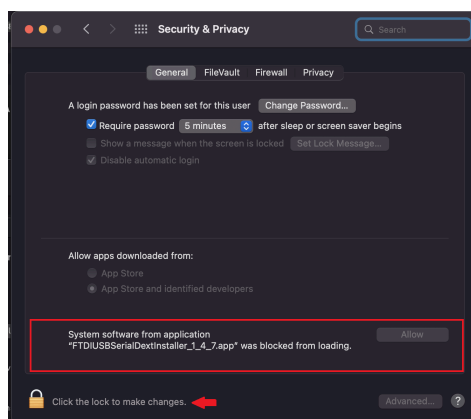 Security & Privacy
Search
General FileVault Firewall Privacy
A login password has been set for this user Change Password...
Require password 5 minutes after sleep or screen saver begins
Show a message when the screen is locked Set Lock Message...
Disable automatic login
Allow apps downloaded from:
App Store
App Store and identified developers
System software from application Allow
"FTDIUSBSerialDextInstaller_1_4_7.app" was blocked from loading.
Click the lock to make changes. Advanced... ?